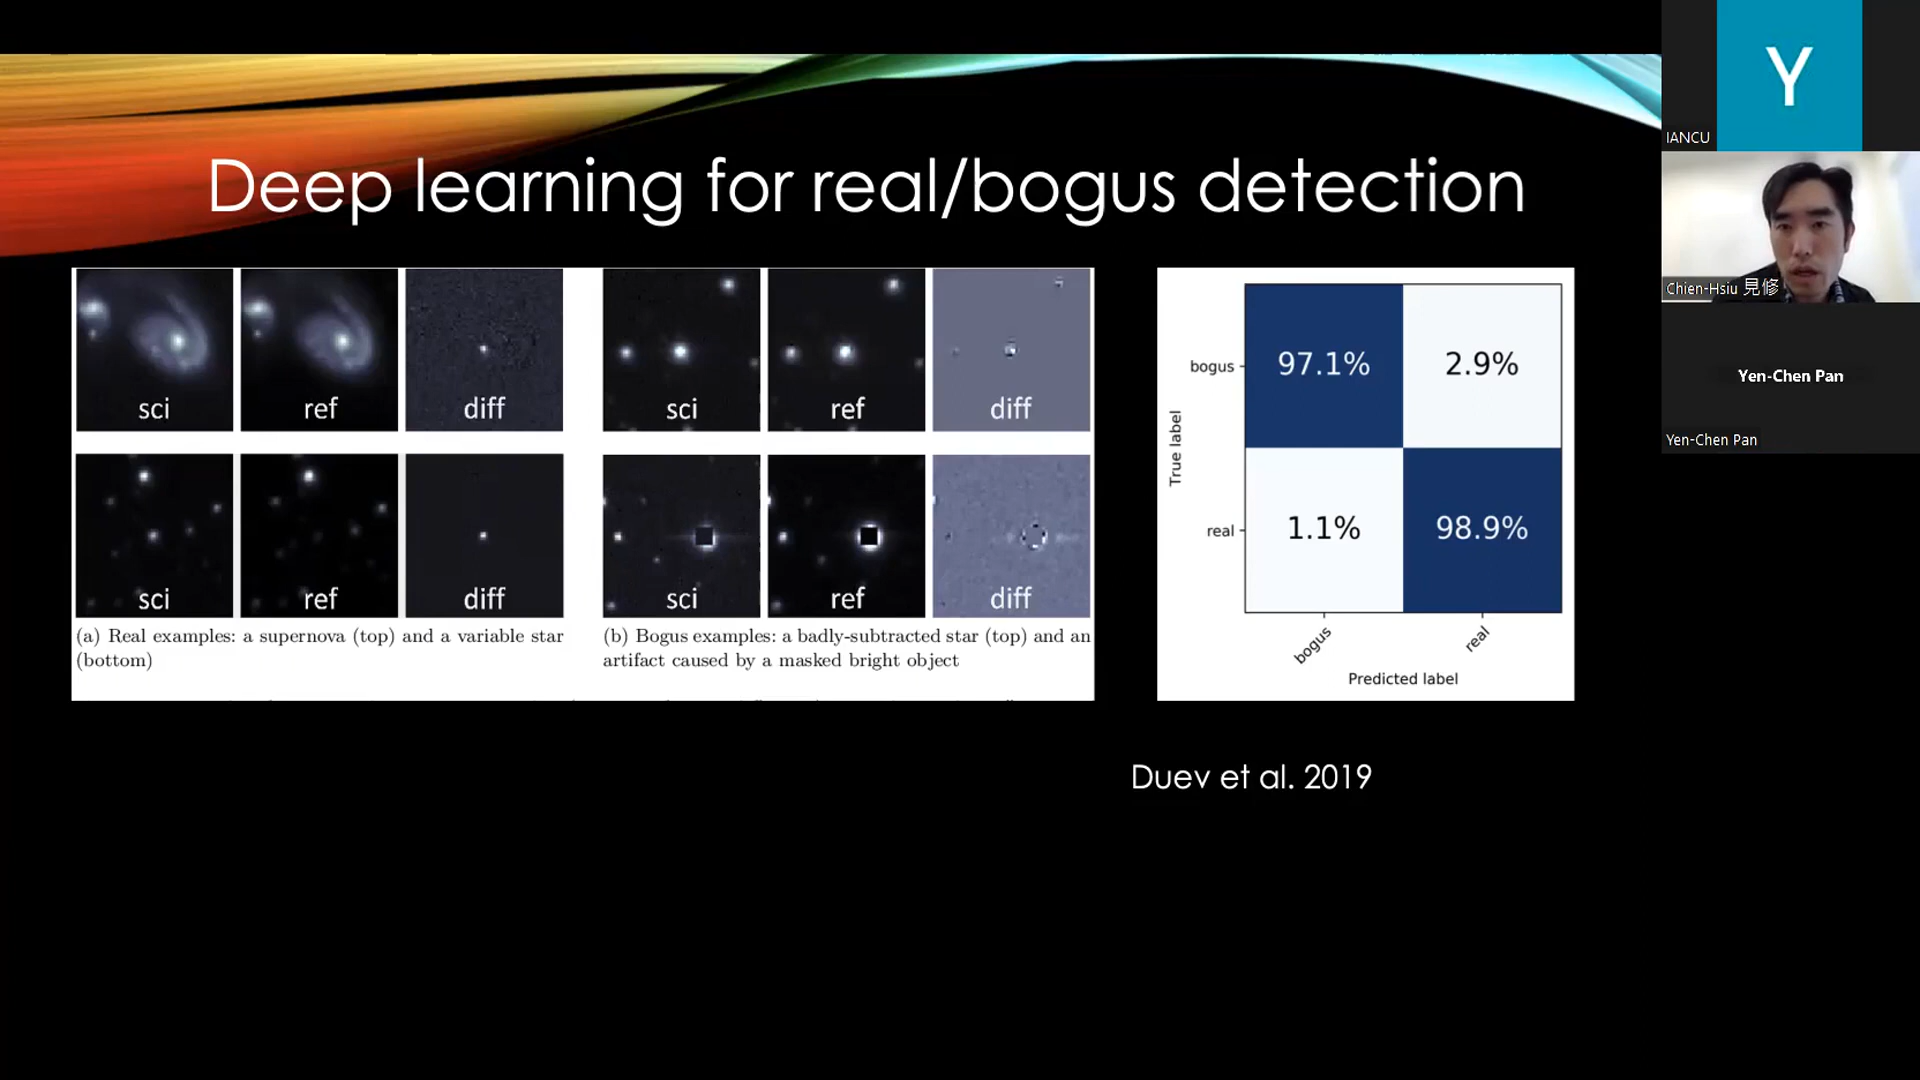 Deep learning for real/bogus detection
sci ref diff
sci ref diff
sci ref diff
sci ref diff
(a) Real examples: a supernova (top) and a variable star
(bottom)
(b) Bogus examples: a badly-subtracted star (top) and an
artifact caused by a masked bright object
True label
bogus
97.1% 2.9%
real
1.1% 98.9%
bogus real
Predicted label
Duev et al. 2019
Y
IANCU
Chien-Hsiu 見修
Yen-Chen Pan
Yen-Chen Pan